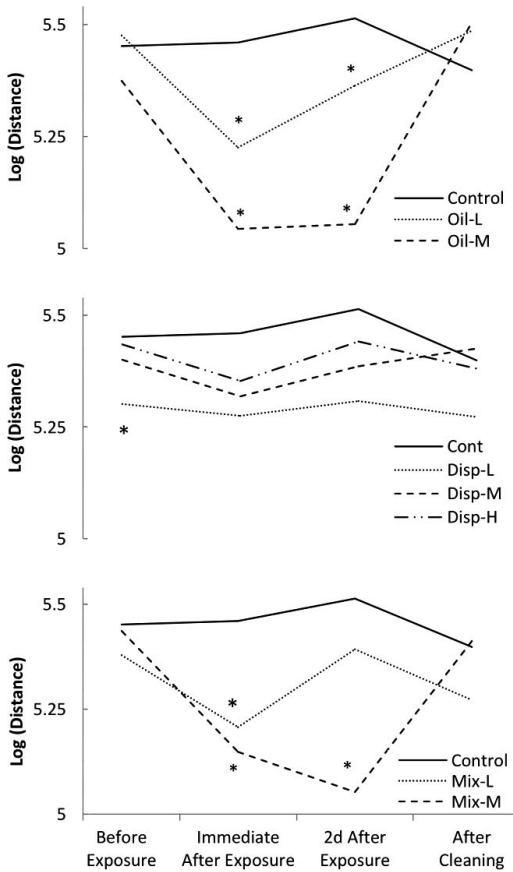 5.5
5.25
5
Log (Distance)
*
*
*
*
Control
Oil-L
Oil-M
5.5
5.25
5
Log (Distance)
*
Cont
Disp-L
Disp-M
Disp-H
5.5
5.25
5
Log (Distance)
*
*
*
Control
Mix-L
Mix-M
Before Exposure
Immediate After Exposure
2d After Exposure
After Cleaning